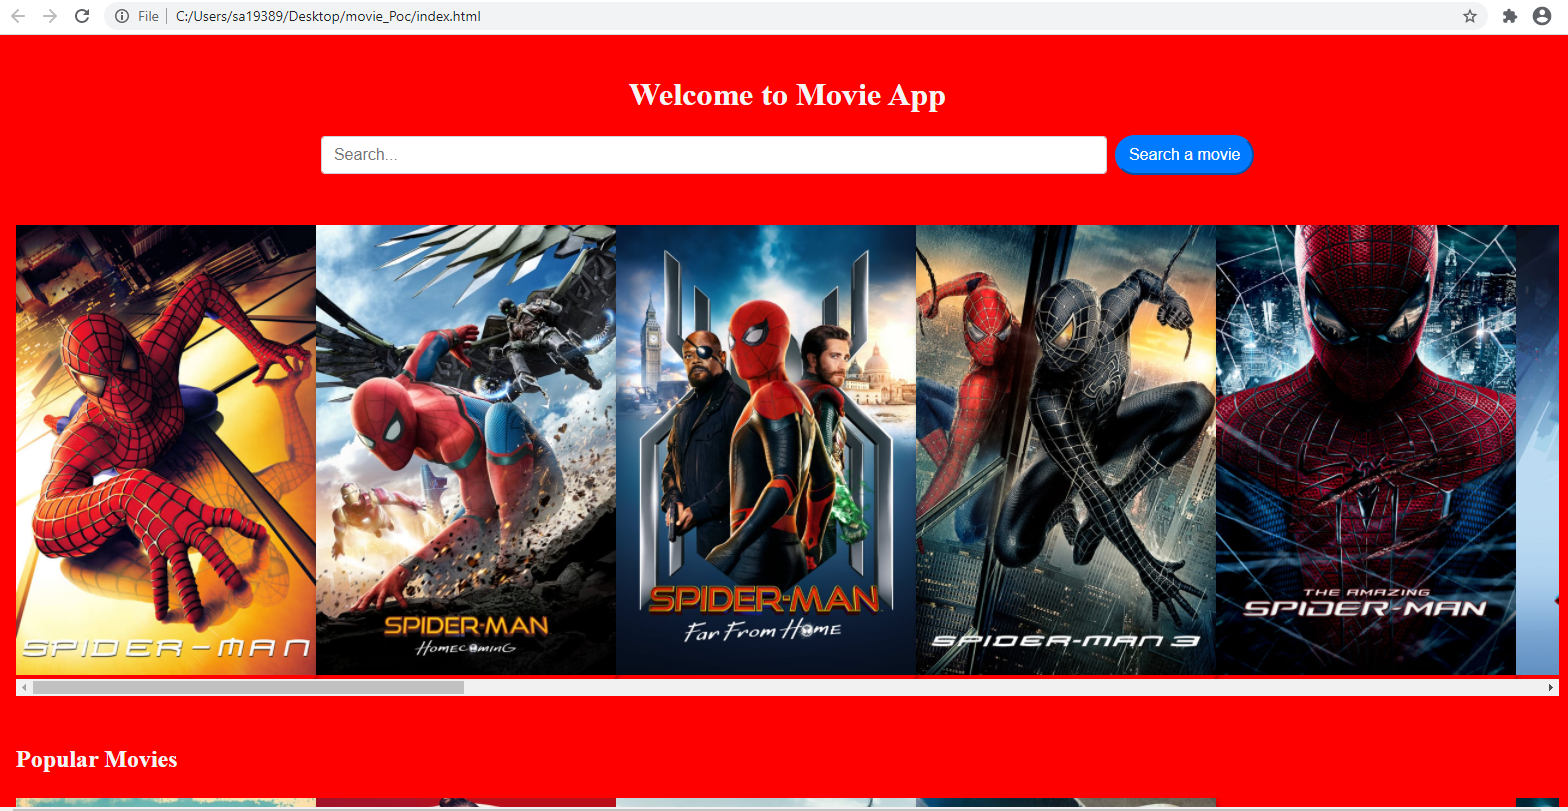 File | C:/Users/sa19389/Desktop/movie_Poc/index.html
Welcome to Movie App
Search...
Search a movie
SPIDER-MAN
SPIDER-MAN
HOMECOMING
SPIDER-MAN
Far From Home
SPIDER-MAN 3
THE AMAZING
SPIDER-MAN
Popular Movies